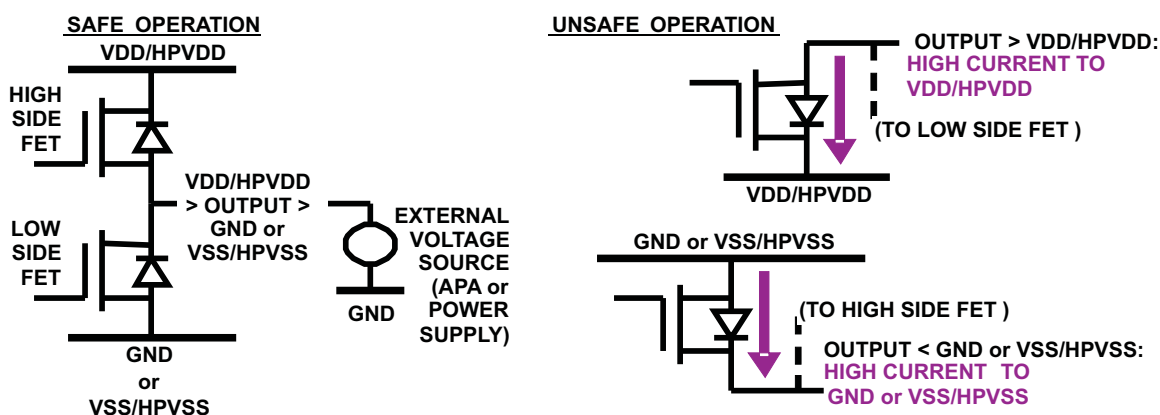 SAFE OPERATION
VDD/HPVDD
HIGH
SIDE
FET
VDD/HPVDD
> OUTPUT >
GND or
VSS/HPVSS
LOW
SIDE
FET
EXTERNAL
VOLTAGE
SOURCE
(APA or
POWER
SUPPLY)
GND
GND
or
VSS/HPVSS
UNSAFE OPERATION
OUTPUT > VDD/HPVDD:
HIGH CURRENT TO
VDD/HPVDD
(TO LOW SIDE FET )
VDD/HPVDD
GND or VSS/HPVSS
(TO HIGH SIDE FET )
OUTPUT < GND or VSS/HPVSS:
HIGH CURRENT TO
GND or VSS/HPVSS